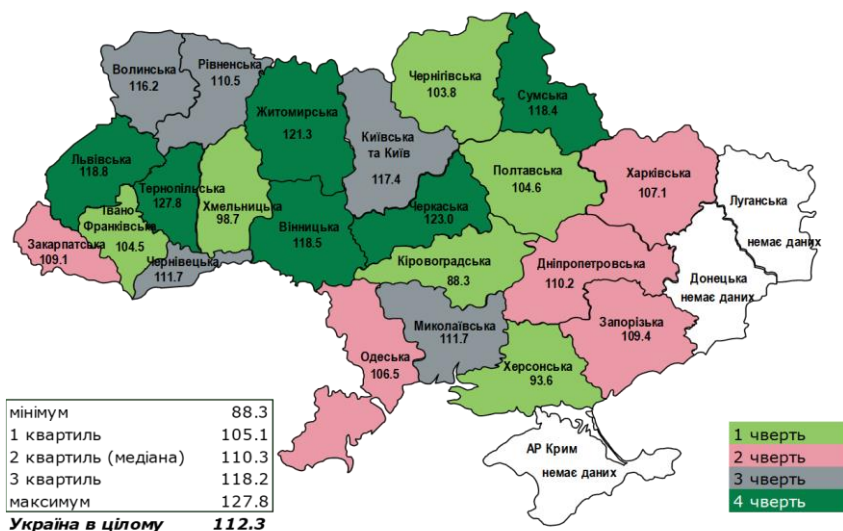 Волинська
116.2
Рівненська
110.5
Житомирська
121.3
Київська
та Київ
117.4
Чернігівська
103.8
Сумська
118.4
Львівська
118.8
Тернопільська
127.8
Хмельницька
98.7
Вінницька
118.5
Черкаська
123.0
Полтавська
104.6
Харківська
107.1
Луганська
немає даних
Закарпатська
109.1
Івано-
Франківська
104.5
Чернівецька
111.7
Кіровоградська
88.3
Дніпропетровська
110.2
Донецька
немає даних
Одеська
106.5
Миколаївська
111.7
Херсонська
93.6
Запорізька
109.4
АР Крим
немає даних
мінімум 88.3
1 квартиль 105.1
2 квартиль (медіана) 110.3
3 квартиль 118.2
максимум 127.8
Україна в цілому 112.3
1 чверть
2 чверть
3 чверть
4 чверть